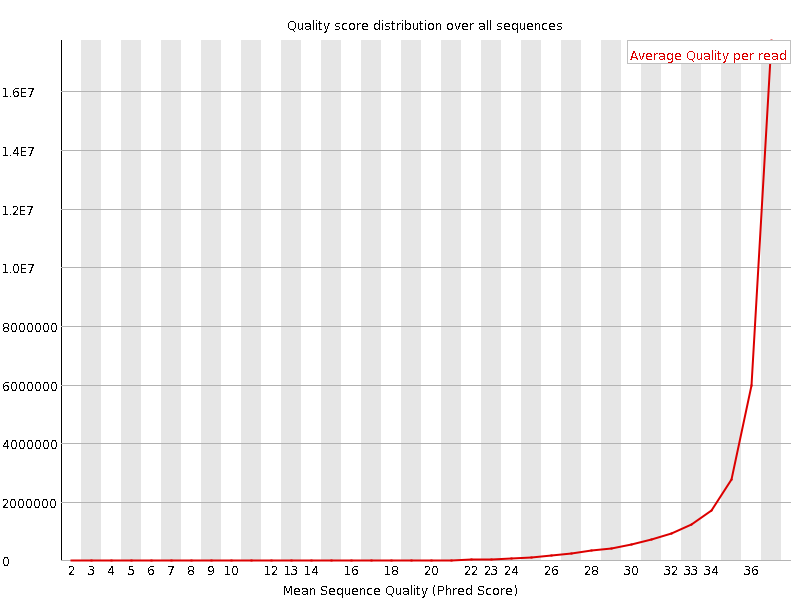 Quality score distribution over all sequences
Average Quality per read
1.6E7
1.4E7
1.2E7
1.0E7
8000000
6000000
4000000
2000000
0
2 3 4 5 6 7 8 9 10 12 13 14 16 18 20 22 23 24 26 28 30 32 33 34 36
Mean Sequence Quality (Phred Score)